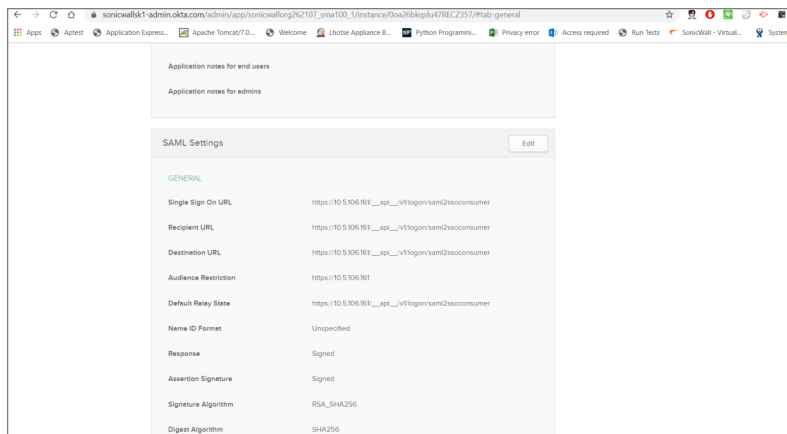 sonicwallsk1-admin.okta.com/admin/app/sonicwallorg262107_sma100_1/instance/0oa26bkqslu47RECZ357/#tab-general
Apps Aptest Application Express... Apache Tomcat/7.0... Welcome Lhotse Appliance B... Python Programmi... Privacy error Access required Run Tests SonicWall - Virtual... System
Application notes for end users
Application notes for admins
SAML Settings Edit
GENERAL
Single Sign On URL https://10.5.106.161/__api__/v1/logon/saml2ssoconsumer
Recipient URL https://10.5.106.161/__api__/v1/logon/saml2ssoconsumer
Destination URL https://10.5.106.161/__api__/v1/logon/saml2ssoconsumer
Audience Restriction https://10.5.106.161
Default Relay State https://10.5.106.161/__api__/v1/logon/saml2ssoconsumer
Name ID Format Unspecified
Response Signed
Assertion Signature Signed
Signature Algorithm RSA_SHA256
Digest Algorithm SHA256